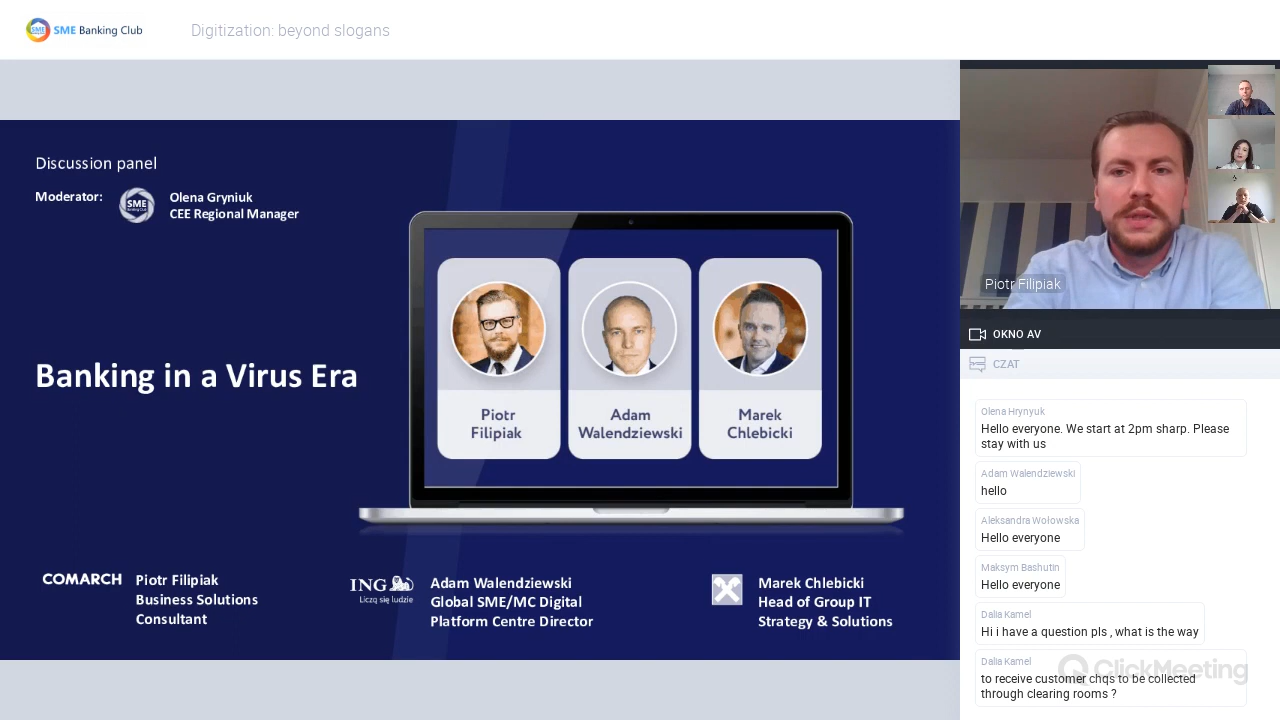 SME Banking Club
Digitization: beyond slogans
Discussion panel
Moderator:
SME
Banking Club
Olena Gryniuk
CEE Regional Manager
Banking in a Virus Era
Piotr
Filipiak
Adam
Walendziewski
Marek
Chlebicki
COMARCH
Piotr Filipiak
Business Solutions
Consultant
ING
Liczą się ludzie
Adam Walendziewski
Global SME/MC Digital
Platform Centre Director
Marek Chlebicki
Head of Group IT
Strategy & Solutions
Piotr Filipiak
OKNO AV
CZAT
Olena Hrynyuk
Hello everyone. We start at 2pm sharp. Please
stay with us
Adam Walendziewski
hello
Aleksandra Wołowska
Hello everyone
Maksym Bashutin
Hello everyone
Dalia Kamel
Hi i have a question pls , what is the way
Dalia Kamel
to receive customer chqs to be collected
through clearing rooms ?
ClickMeeting